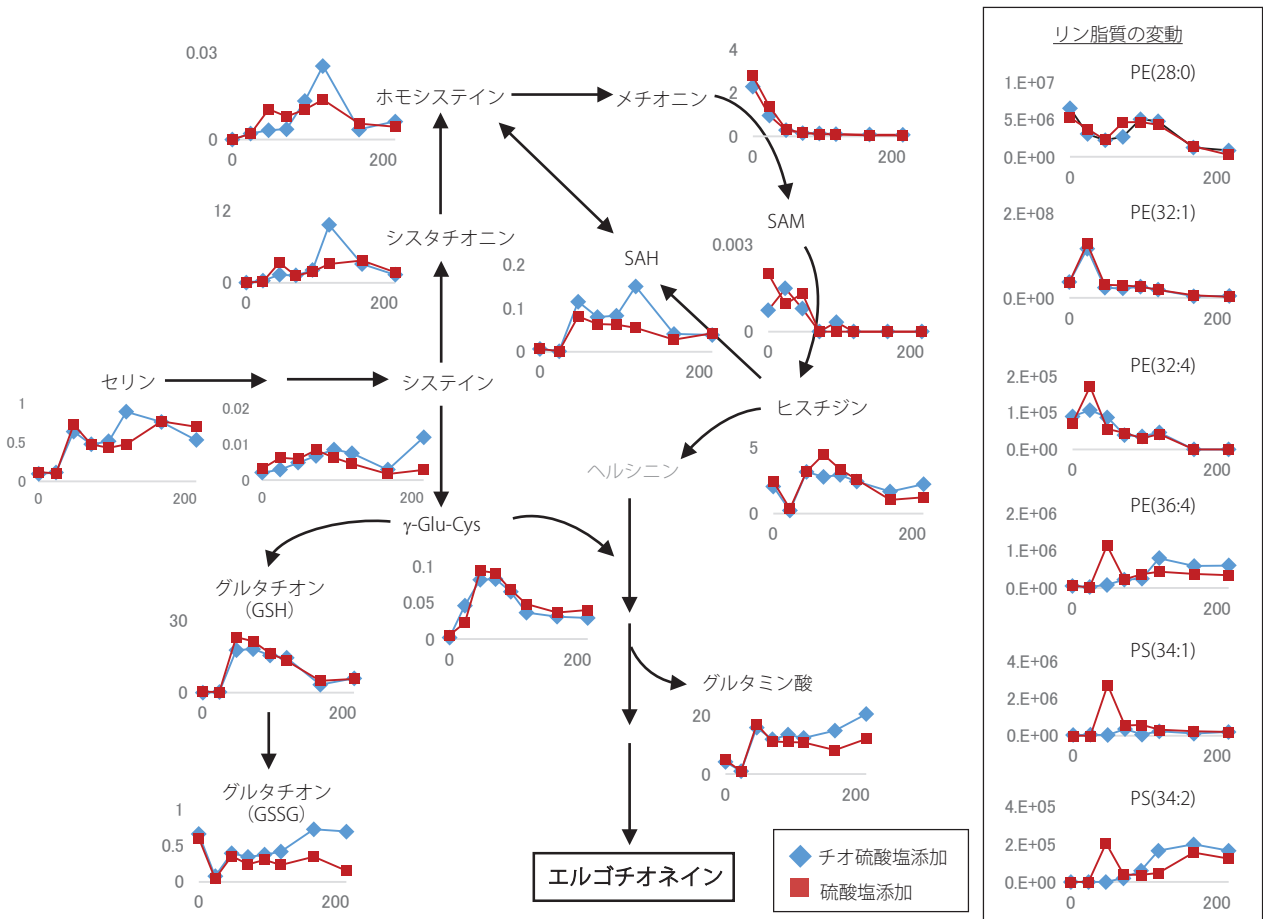 ホモシステイン
0.03
0
0
200
メチオニン
4
2
0
0
200
シスタチオニン
12
0
0
200
SAH
0.2
0.1
0
0
200
SAM
0.003
0
0
200
セリン
1
0.5
0
0
200
システイン
0.02
0.01
0
0
200
ヒスチジン
5
0
0
200
ヘルシニン
γ-Glu-Cys
0.1
0.05
0
0
200
グルタチオン
(GSH)
30
0
0
200
グルタミン酸
20
0
0
200
グルタチオン
(GSSG)
1
0.5
0
0
200
エルゴチオネイン
チオ硫酸塩添加
硫酸塩添加
リン脂質の変動
PE(28:0)
1.E+07
5.E+06
0.E+00
0
200
PE(32:1)
2.E+08
0.E+00
0
200
PE(32:4)
2.E+05
1.E+05
0.E+00
0
200
PE(36:4)
2.E+06
1.E+06
0.E+00
0
200
PS(34:1)
4.E+06
2.E+06
0.E+00
0
200
PS(34:2)
4.E+05
2.E+05
0.E+00
0
200